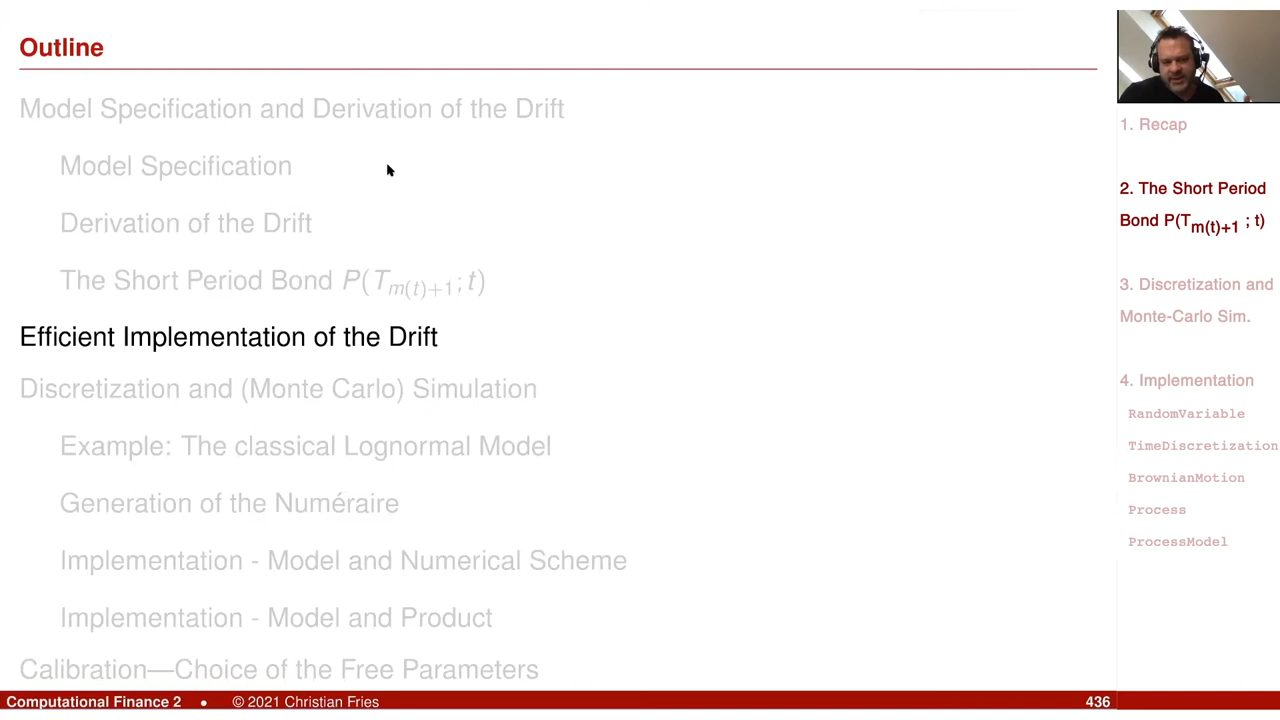 Outline
Model Specification and Derivation of the Drift
Model Specification
Derivation of the Drift
The Short Period Bond P(T_{m(t)+1}; t)
Efficient Implementation of the Drift
Discretization and (Monte Carlo) Simulation
Example: The classical Lognormal Model
Generation of the Numéraire
Implementation - Model and Numerical Scheme
Implementation - Model and Product
Calibration—Choice of the Free Parameters
1. Recap
2. The Short Period
Bond P(T_{m(t)+1} ; t)
3. Discretization and
Monte-Carlo Sim.
4. Implementation
RandomVariable
TimeDiscretization
BrownianMotion
Process
ProcessModel
Computational Finance 2 • © 2021 Christian Fries 436